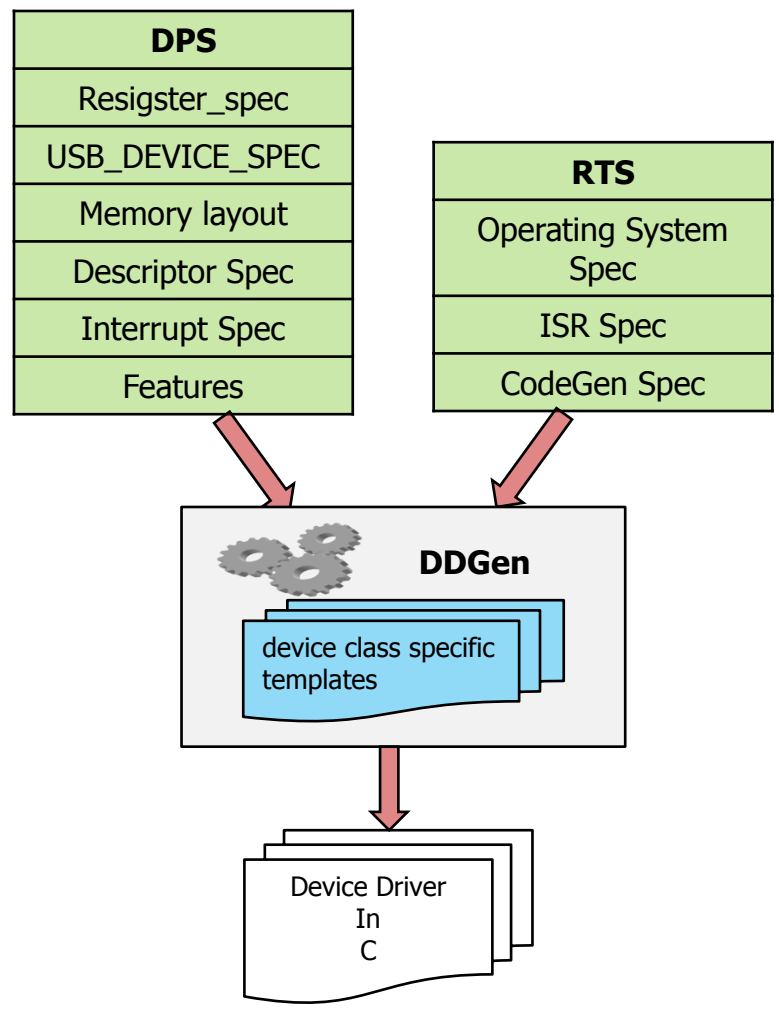 DPS
Resigster_spec
USB_DEVICE_SPEC
Memory layout
Descriptor Spec
Interrupt Spec
Features
RTS
Operating System
Spec
ISR Spec
CodeGen Spec
DDGen
device class specific
templates
Device Driver
In
C